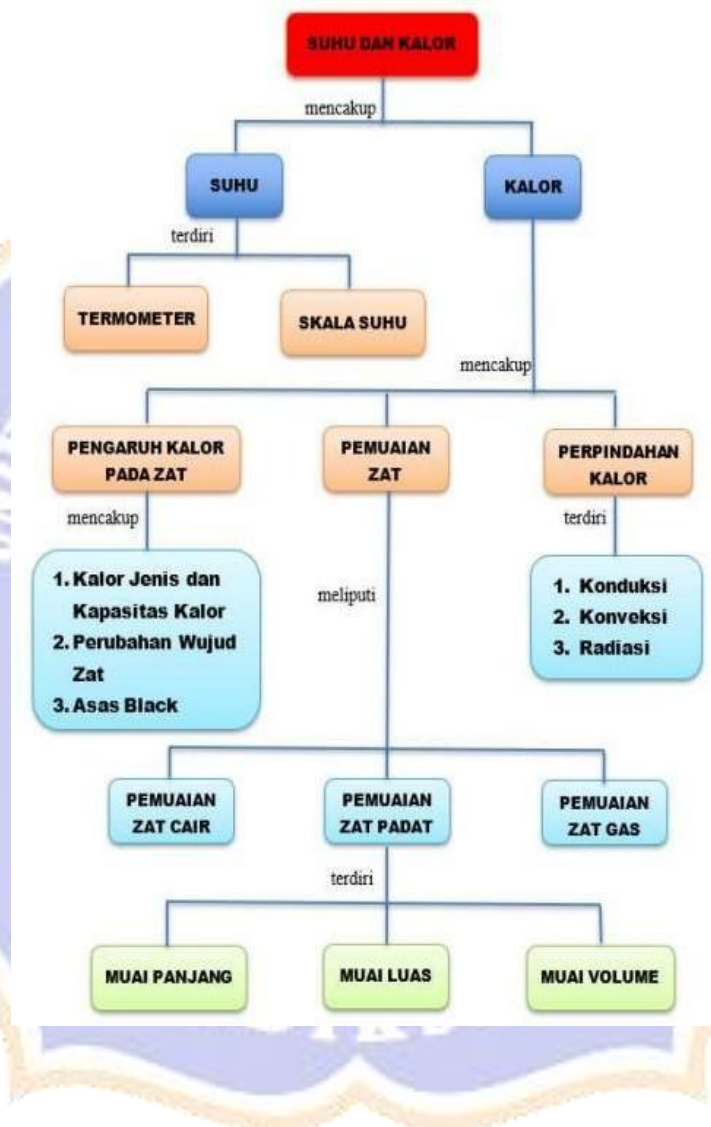 SUHU DAN KALOR
mencakup
SUHU
KALOR
terdiri
TERMOMETER
SKALA SUHU
mencakup
PENGARUH KALOR
PADA ZAT
PEMUAIAN
ZAT
PERPINDAHAN
KALOR
mencakup
terdiri
1. Kalor Jenis dan
Kapasitas Kalor
2. Perubahan Wujud
Zat
3. Asas Black
meliputi
1. Konduksi
2. Konveksi
3. Radiasi
PEMUAIAN
ZAT CAIR
PEMUAIAN
ZAT PADAT
PEMUAIAN
ZAT GAS
terdiri
MUAI PANJANG
MUAI LUAS
MUAI VOLUME